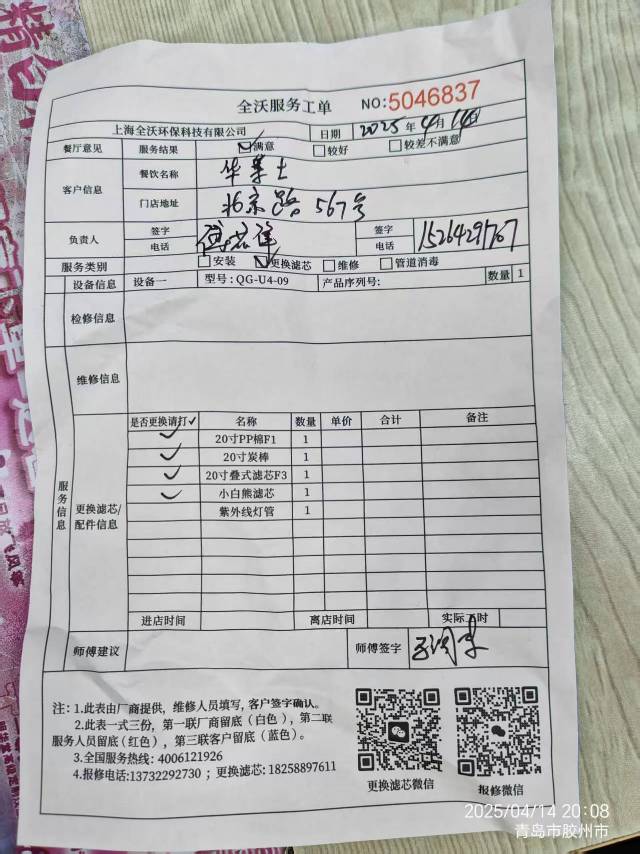 全沃服务工单 NO:5046837
上海全沃环保科技有限公司 日期 2025年4月14日
餐厅意见 服务结果 ☑满意 □较好 □较差不满意
客户信息 餐饮名称 华莱士
门店地址 北京路567号
负责人 签字 签字
电话 电话 15264291767
服务类别 □安装 ☑更换滤芯 □维修 □管道消毒
设备信息 设备一 型号: QG-U4-09 产品序列号: 数量 1
检修信息
维修信息
服务信息
更换滤芯/配件信息
是否更换请打✓ 名称 数量 单价 合计 备注
✓ 20寸PP棉F1 1
✓ 20寸炭棒 1
✓ 20寸叠式滤芯F3 1
✓ 小白熊滤芯 1
紫外线灯管 1
进店时间 离店时间 实际工时
师傅建议 师傅签字
注: 1.此表由厂商提供, 维修人员填写, 客户签字确认。
2.此表一式三份, 第一联厂商留底 (白色), 第二联
服务人员留底(红色), 第三联客户留底 (蓝色)。
3.全国服务热线: 4006121926
4.报修电话:13732292730 ; 更换滤芯: 18258897611
更换滤芯微信 报修微信
2025/04/14 20:08
青岛市胶州市